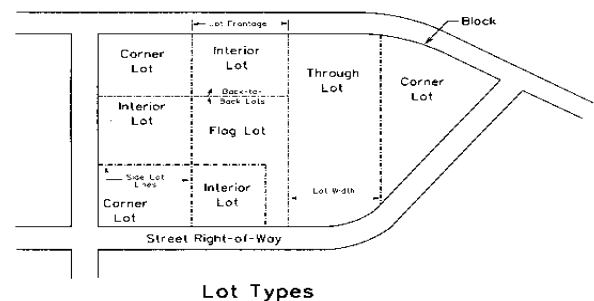 Lot Frontage
Block
Corner
Lot
Interior
Lot
Through
Lot
Corner
Lot
Back-to-
Back Lots
Interior
Lot
Flag Lot
Side Lot
Lines
Interior
Lot
Lot Width
Corner
Lot
Street Right-of-Way
Lot Types